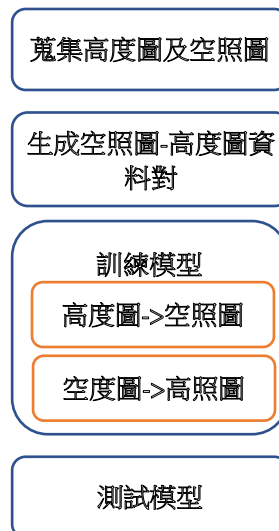 蒐集高度圖及空照圖
生成空照圖-高度圖資
料對
訓練模型
高度圖->空照圖
空度圖->高照圖
測試模型